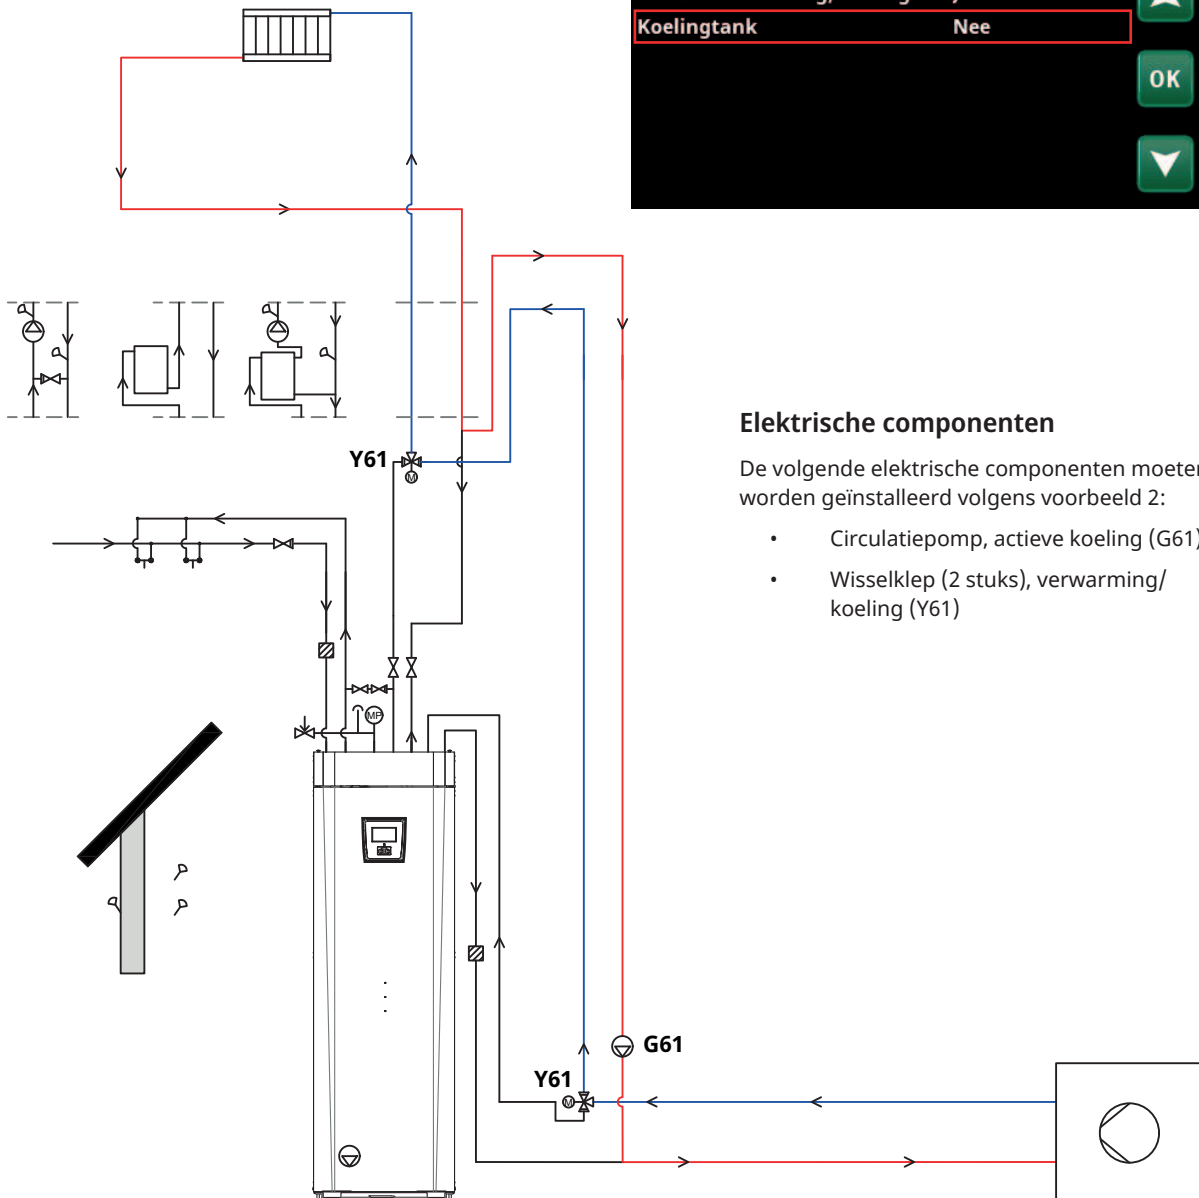 Koelingtank Nee
OK
Y61
Elektrische componenten
De volgende elektrische componenten moeten
worden geïnstalleerd volgens voorbeeld 2:
• Circulatiepomp, actieve koeling (G61)
• Wisselklep (2 stuks), verwarming/
koeling (Y61)
M
MP
G61
Y61
M